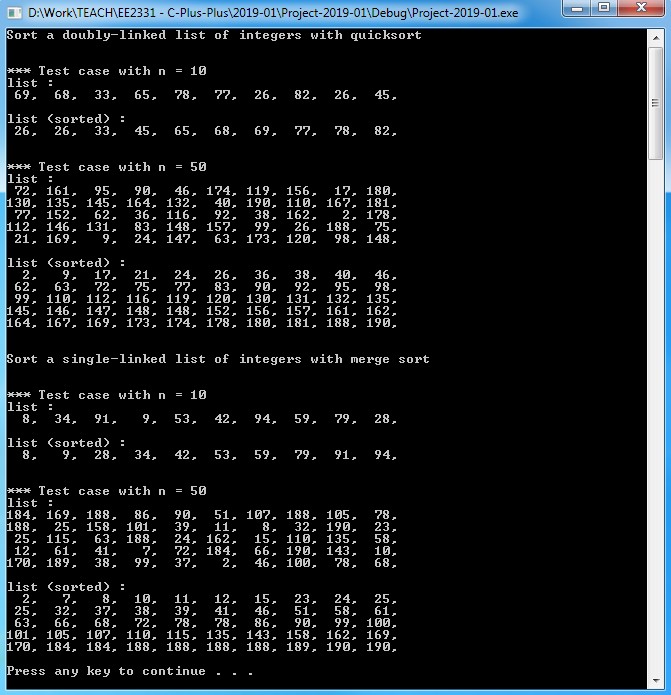 D:\Work\TEACH\EE2331 - C-Plus-Plus\2019-01\Project-2019-01\Debug\Project-2019-01.exe
Sort a doubly-linked list of integers with quicksort
*** Test case with n = 10
list :
69, 68, 33, 65, 78, 77, 26, 82, 26, 45,
list (sorted) :
26, 26, 33, 45, 65, 68, 69, 77, 78, 82,
*** Test case with n = 50
list :
72, 161, 95, 90, 46, 174, 119, 156, 17, 180,
130, 135, 145, 164, 132, 40, 190, 110, 167, 181,
77, 152, 62, 36, 116, 92, 38, 162, 2, 178,
112, 146, 131, 83, 148, 157, 99, 26, 188, 75,
21, 169, 9, 24, 147, 63, 173, 120, 98, 148,
list (sorted) :
2, 9, 17, 21, 24, 26, 36, 38, 40, 46,
62, 63, 72, 75, 77, 83, 90, 92, 95, 98,
99, 110, 112, 116, 119, 120, 130, 131, 132, 135,
145, 146, 147, 148, 148, 152, 156, 157, 161, 162,
164, 167, 169, 173, 174, 178, 180, 181, 188, 190,
Sort a single-linked list of integers with merge sort
*** Test case with n = 10
list :
8, 34, 91, 9, 53, 42, 94, 59, 79, 28,
list (sorted) :
8, 9, 28, 34, 42, 53, 59, 79, 91, 94,
*** Test case with n = 50
list :
184, 169, 188, 86, 90, 51, 107, 188, 105, 78,
188, 25, 158, 101, 39, 11, 8, 32, 190, 23,
25, 115, 63, 188, 24, 162, 15, 110, 135, 58,
12, 61, 41, 7, 72, 184, 66, 190, 143, 10,
170, 189, 38, 99, 37, 2, 46, 100, 78, 68,
list (sorted) :
2, 7, 8, 10, 11, 12, 15, 23, 24, 25,
25, 32, 37, 38, 39, 41, 46, 51, 58, 61,
63, 66, 68, 72, 78, 78, 86, 90, 99, 100,
101, 105, 107, 110, 115, 135, 143, 158, 162, 169,
170, 184, 184, 188, 188, 188, 188, 189, 190, 190,
Press any key to continue . . .